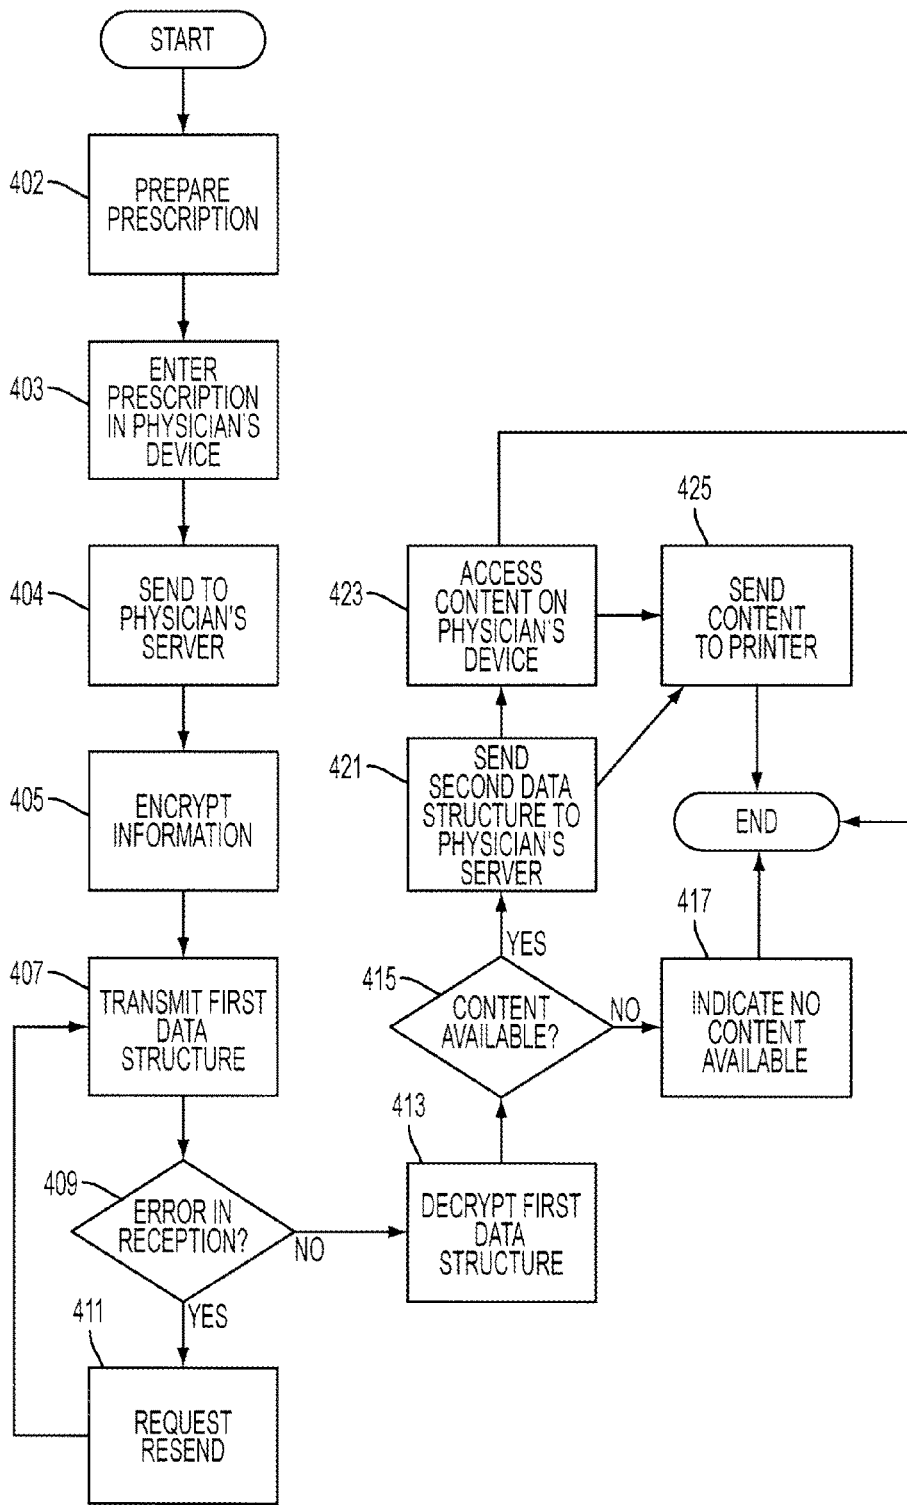 START
402
PREPARE
PRESCRIPTION
403
ENTER
PRESCRIPTION
IN PHYSICIAN'S
DEVICE
404
SEND TO
PHYSICIAN'S
SERVER
405
ENCRYPT
INFORMATION
407
TRANSMIT FIRST
DATA
STRUCTURE
409
ERROR IN
RECEPTION?
NO
YES
411
REQUEST
RESEND
413
DECRYPT FIRST
DATA
STRUCTURE
415
CONTENT
AVAILABLE?
YES
NO
417
INDICATE NO
CONTENT
AVAILABLE
421
SEND
SECOND DATA
STRUCTURE TO
PHYSICIAN'S
SERVER
423
ACCESS
CONTENT ON
PHYSICIAN'S
DEVICE
425
SEND
CONTENT
TO PRINTER
END